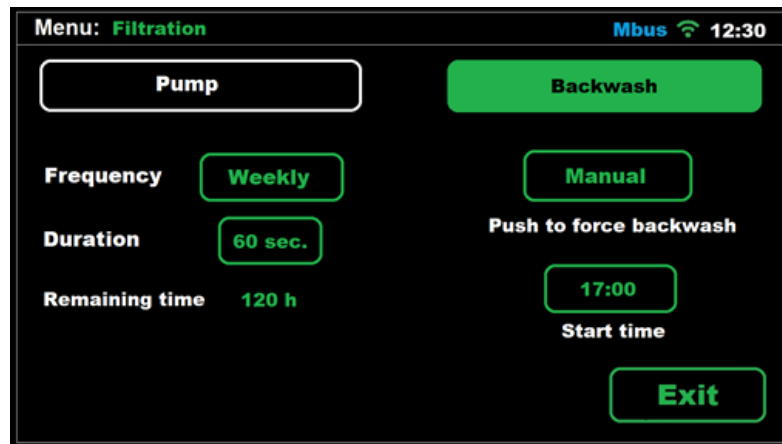 Menu: Filtration Mbus 12:30
Pump Backwash
Frequency Weekly Manual
Push to force backwash
Duration 60 sec.
Remaining time 120 h 17:00
Start time
Exit